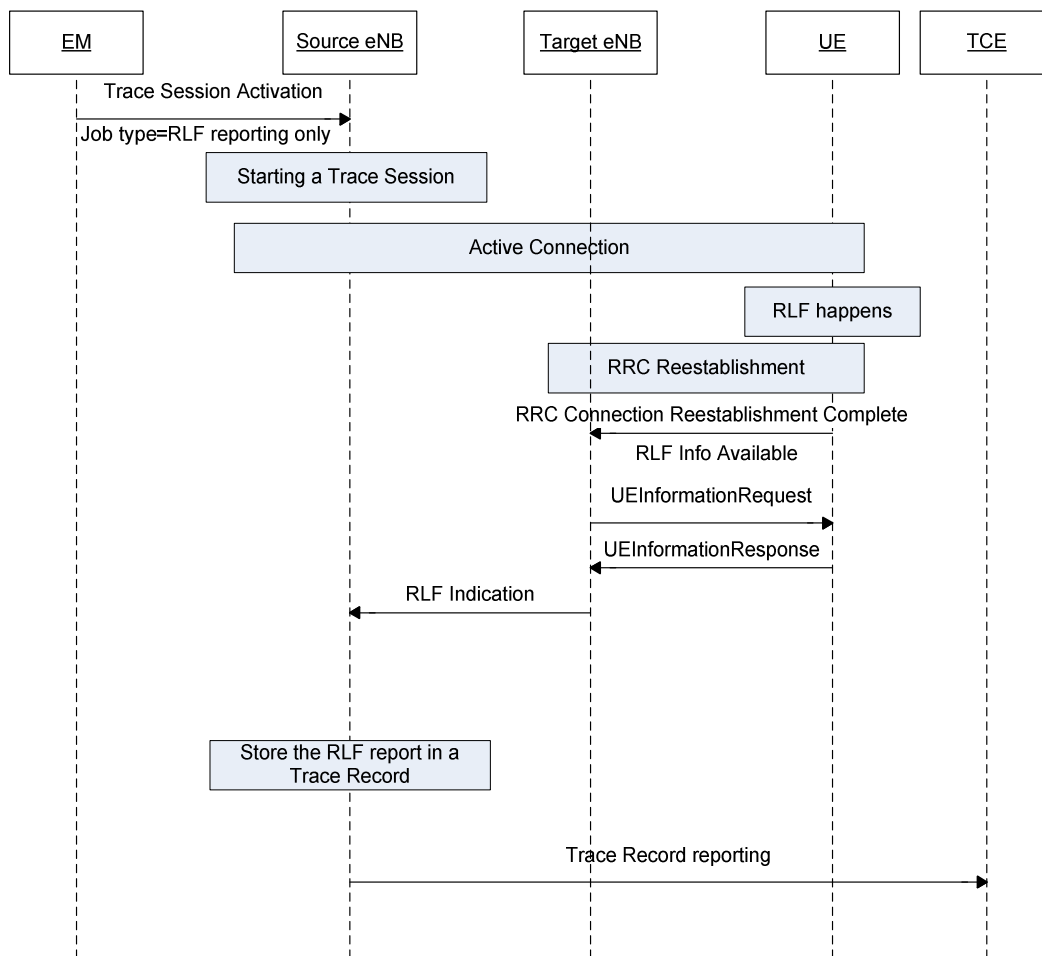 EM
Source eNB
Target eNB
UE
TCE
Trace Session Activation
Job type=RLF reporting only
Starting a Trace Session
Active Connection
RLF happens
RRC Reestablishment
RRC Connection Reestablishment Complete
RLF Info Available
UEInformationRequest
UEInformationResponse
RLF Indication
Store the RLF report in a
Trace Record
Trace Record reporting